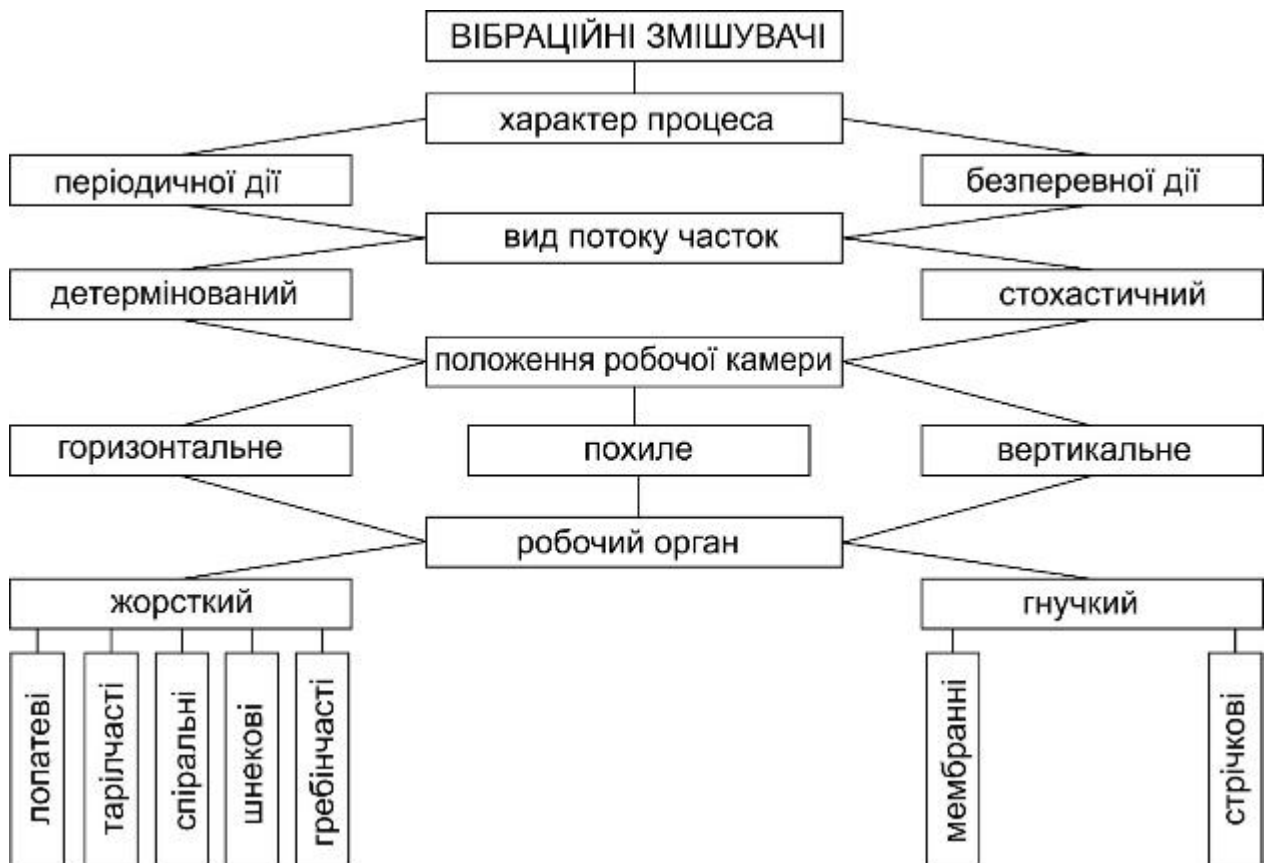 ВІБРАЦІЙНІ ЗМІШУВАЧІ
характер процеса
періодичної дії
безперевної дії
вид потоку часток
детермінований
стохастичний
положення робочої камери
горизонтальне
похиле
вертикальне
робочий орган
жорсткий
гнучкий
лопатеві
тарілчасті
спіральні
шнекові
гребінчасті
мембранні
стрічкові